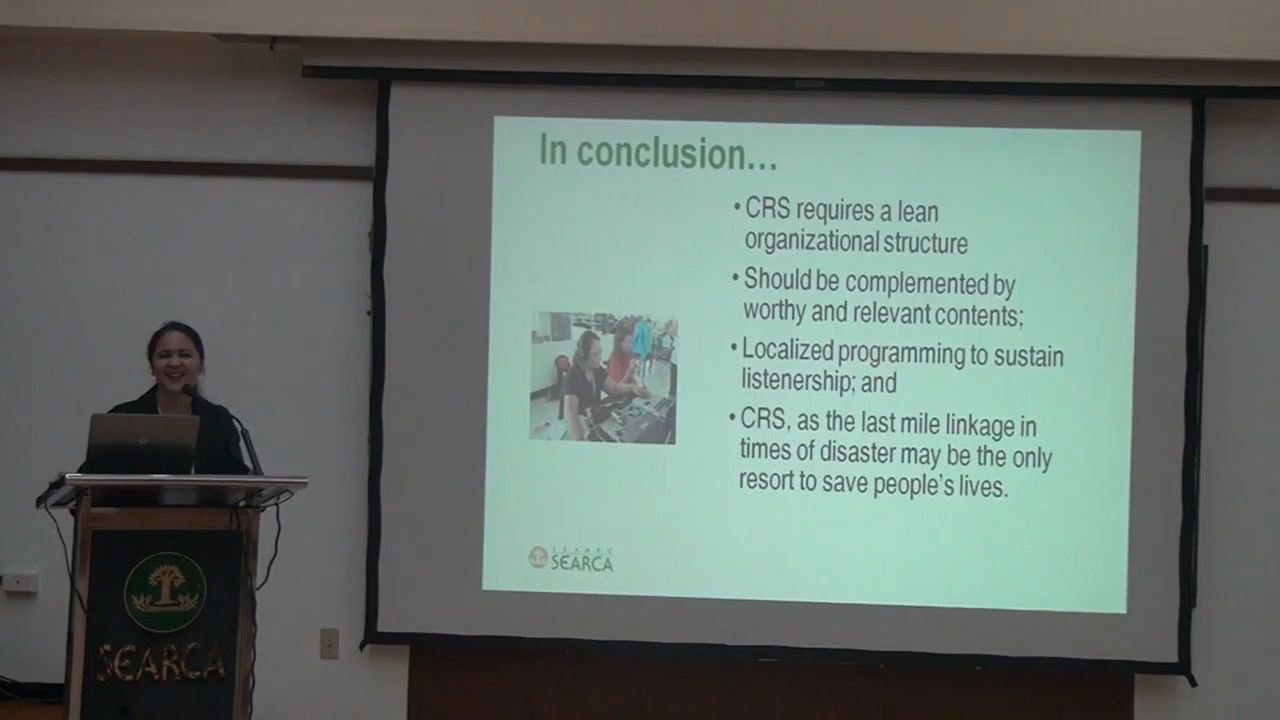 In conclusion...
• CRS requires a lean
organizational structure
• Should be complemented by
worthy and relevant contents;
• Localized programming to sustain
listenership; and
• CRS, as the last mile linkage in
times of disaster may be the only
resort to save people's lives.
SEAMEO
SEARCA
SEARCA